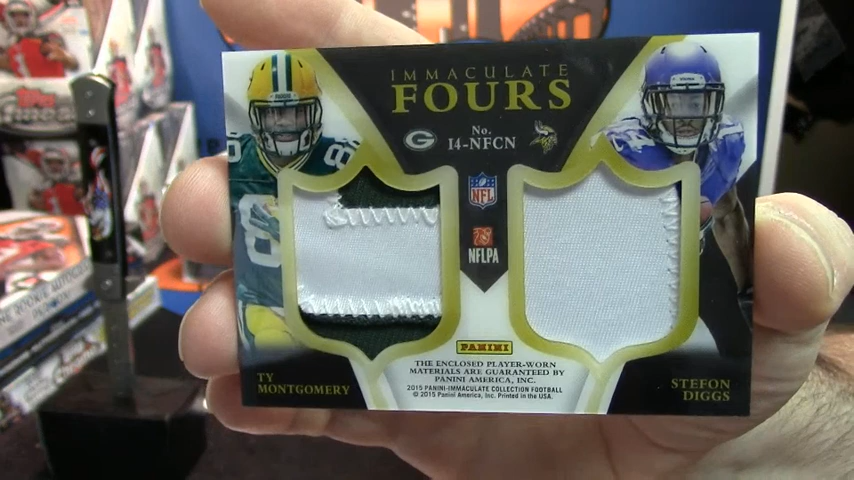 IMMACULATE
FOURS
No.
I4-NFCN
G
NFL
NFLPA
PANINI
THE ENCLOSED PLAYER-WORN
MATERIALS ARE GUARANTEED BY
PANINI AMERICA, INC.
2015 PANINI-IMMACULATE COLLECTION FOOTBALL
© 2015 Panini America, Inc. Printed in the USA.
TY
MONTGOMERY
STEFON
DIGGS
Topps